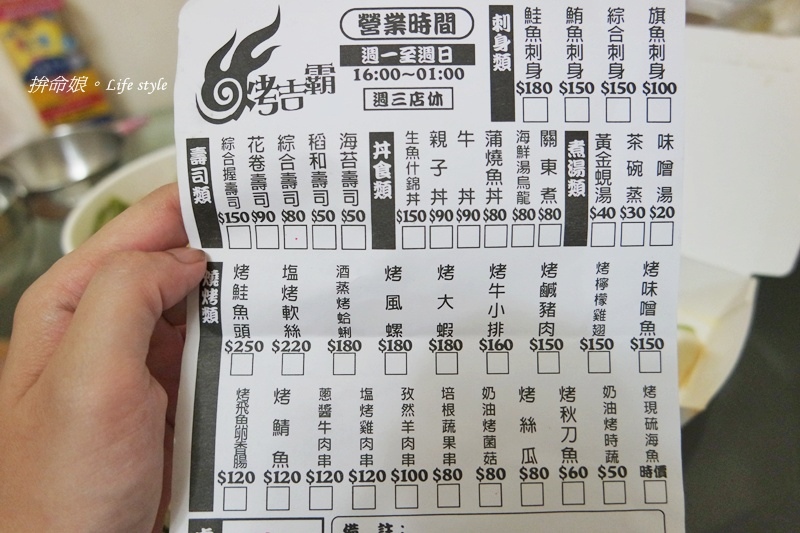 拚命娘。Life style
烤吉霸
營業時間
週一至週日
16:00~01:00
週三店休
刺身類
鮭魚刺身 $180
鮪魚刺身 $150
綜合刺身 $150
旗魚刺身 $100
壽司類
綜合握壽司 $150
花卷壽司 $90
綜合壽司 $80
稻和壽司 $50
海苔壽司 $50
丼食類
生魚什錦丼 $150
親子丼 $90
牛丼 $90
蒲燒魚丼 $80
海鮮湯烏龍 $80
關東煮 $80
煮湯類
黃金蜆湯 $40
茶碗蒸 $30
味噌湯 $20
燒烤類
烤鮭魚頭 $250
塩烤軟絲 $220
酒蒸烤蛤蜊 $180
烤風螺 $180
烤大蝦 $180
烤牛小排 $160
烤鹹豬肉 $150
烤檸檬雞翅 $150
烤味噌魚 $150
烤飛魚卵香腸 $120
烤鯖魚 $120
蔥醬牛肉串 $120
塩烤雞肉串 $120
孜然羊肉串 $100
培根蔬果串 $80
奶油烤菌菇 $80
烤絲瓜 $80
烤秋刀魚 $60
奶油烤時蔬 $50
烤現硫海魚 時價
備 註：